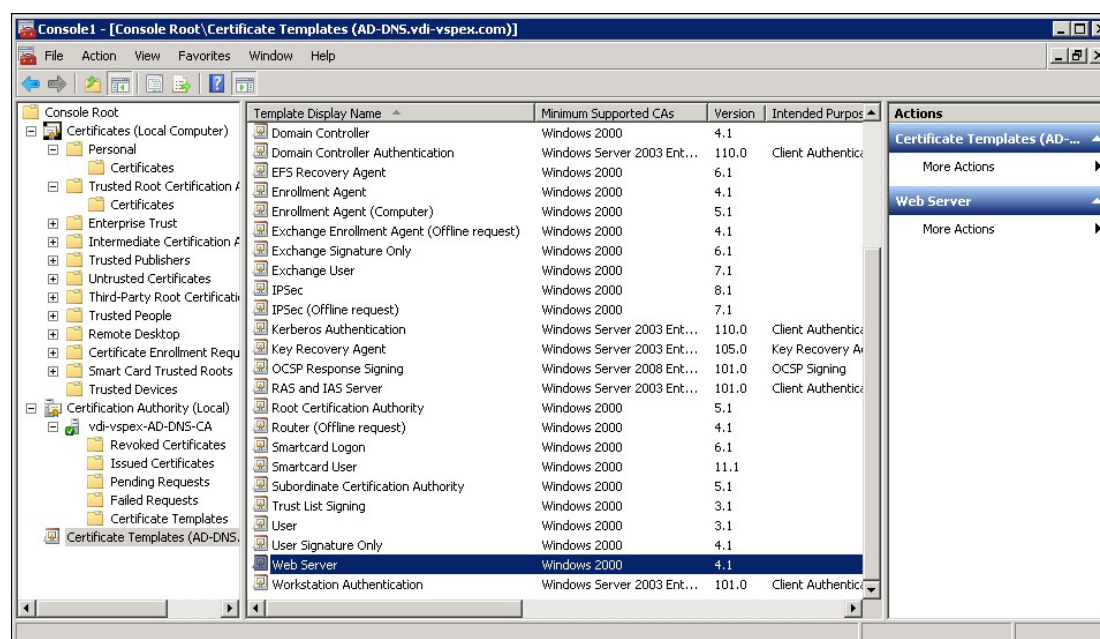 Console1 - [Console Root\Certificate Templates (AD-DNS.vdi-vspex.com)]
File Action View Favorites Window Help
Console Root
Certificates (Local Computer)
Personal
Certificates
Trusted Root Certification A
Certificates
Enterprise Trust
Intermediate Certification A
Trusted Publishers
Untrusted Certificates
Third-Party Root Certificati
Trusted People
Remote Desktop
Certificate Enrollment Requ
Smart Card Trusted Roots
Trusted Devices
Certification Authority (Local)
vdi-vspex-AD-DNS-CA
Revoked Certificates
Issued Certificates
Pending Requests
Failed Requests
Certificate Templates
Certificate Templates (AD-DNS.
Template Display Name Minimum Supported CAs Version Intended Purpos
Domain Controller Windows 2000 4.1
Domain Controller Authentication Windows Server 2003 Ent... 110.0 Client Authentica
EFS Recovery Agent Windows 2000 6.1
Enrollment Agent Windows 2000 4.1
Enrollment Agent (Computer) Windows 2000 5.1
Exchange Enrollment Agent (Offline request) Windows 2000 4.1
Exchange Signature Only Windows 2000 6.1
Exchange User Windows 2000 7.1
IPSec Windows 2000 8.1
IPSec (Offline request) Windows 2000 7.1
Kerberos Authentication Windows Server 2003 Ent... 110.0 Client Authentica
Key Recovery Agent Windows Server 2003 Ent... 105.0 Key Recovery A
OCSP Response Signing Windows Server 2008 Ent... 101.0 OCSP Signing
RAS and IAS Server Windows Server 2003 Ent... 101.0 Client Authentica
Root Certification Authority Windows 2000 5.1
Router (Offline request) Windows 2000 4.1
Smartcard Logon Windows 2000 6.1
Smartcard User Windows 2000 11.1
Subordinate Certification Authority Windows 2000 5.1
Trust List Signing Windows 2000 3.1
User Windows 2000 3.1
User Signature Only Windows 2000 4.1
Web Server Windows 2000 4.1
Workstation Authentication Windows Server 2003 Ent... 101.0 Client Authentica
Actions
Certificate Templates (AD-...
More Actions
Web Server
More Actions